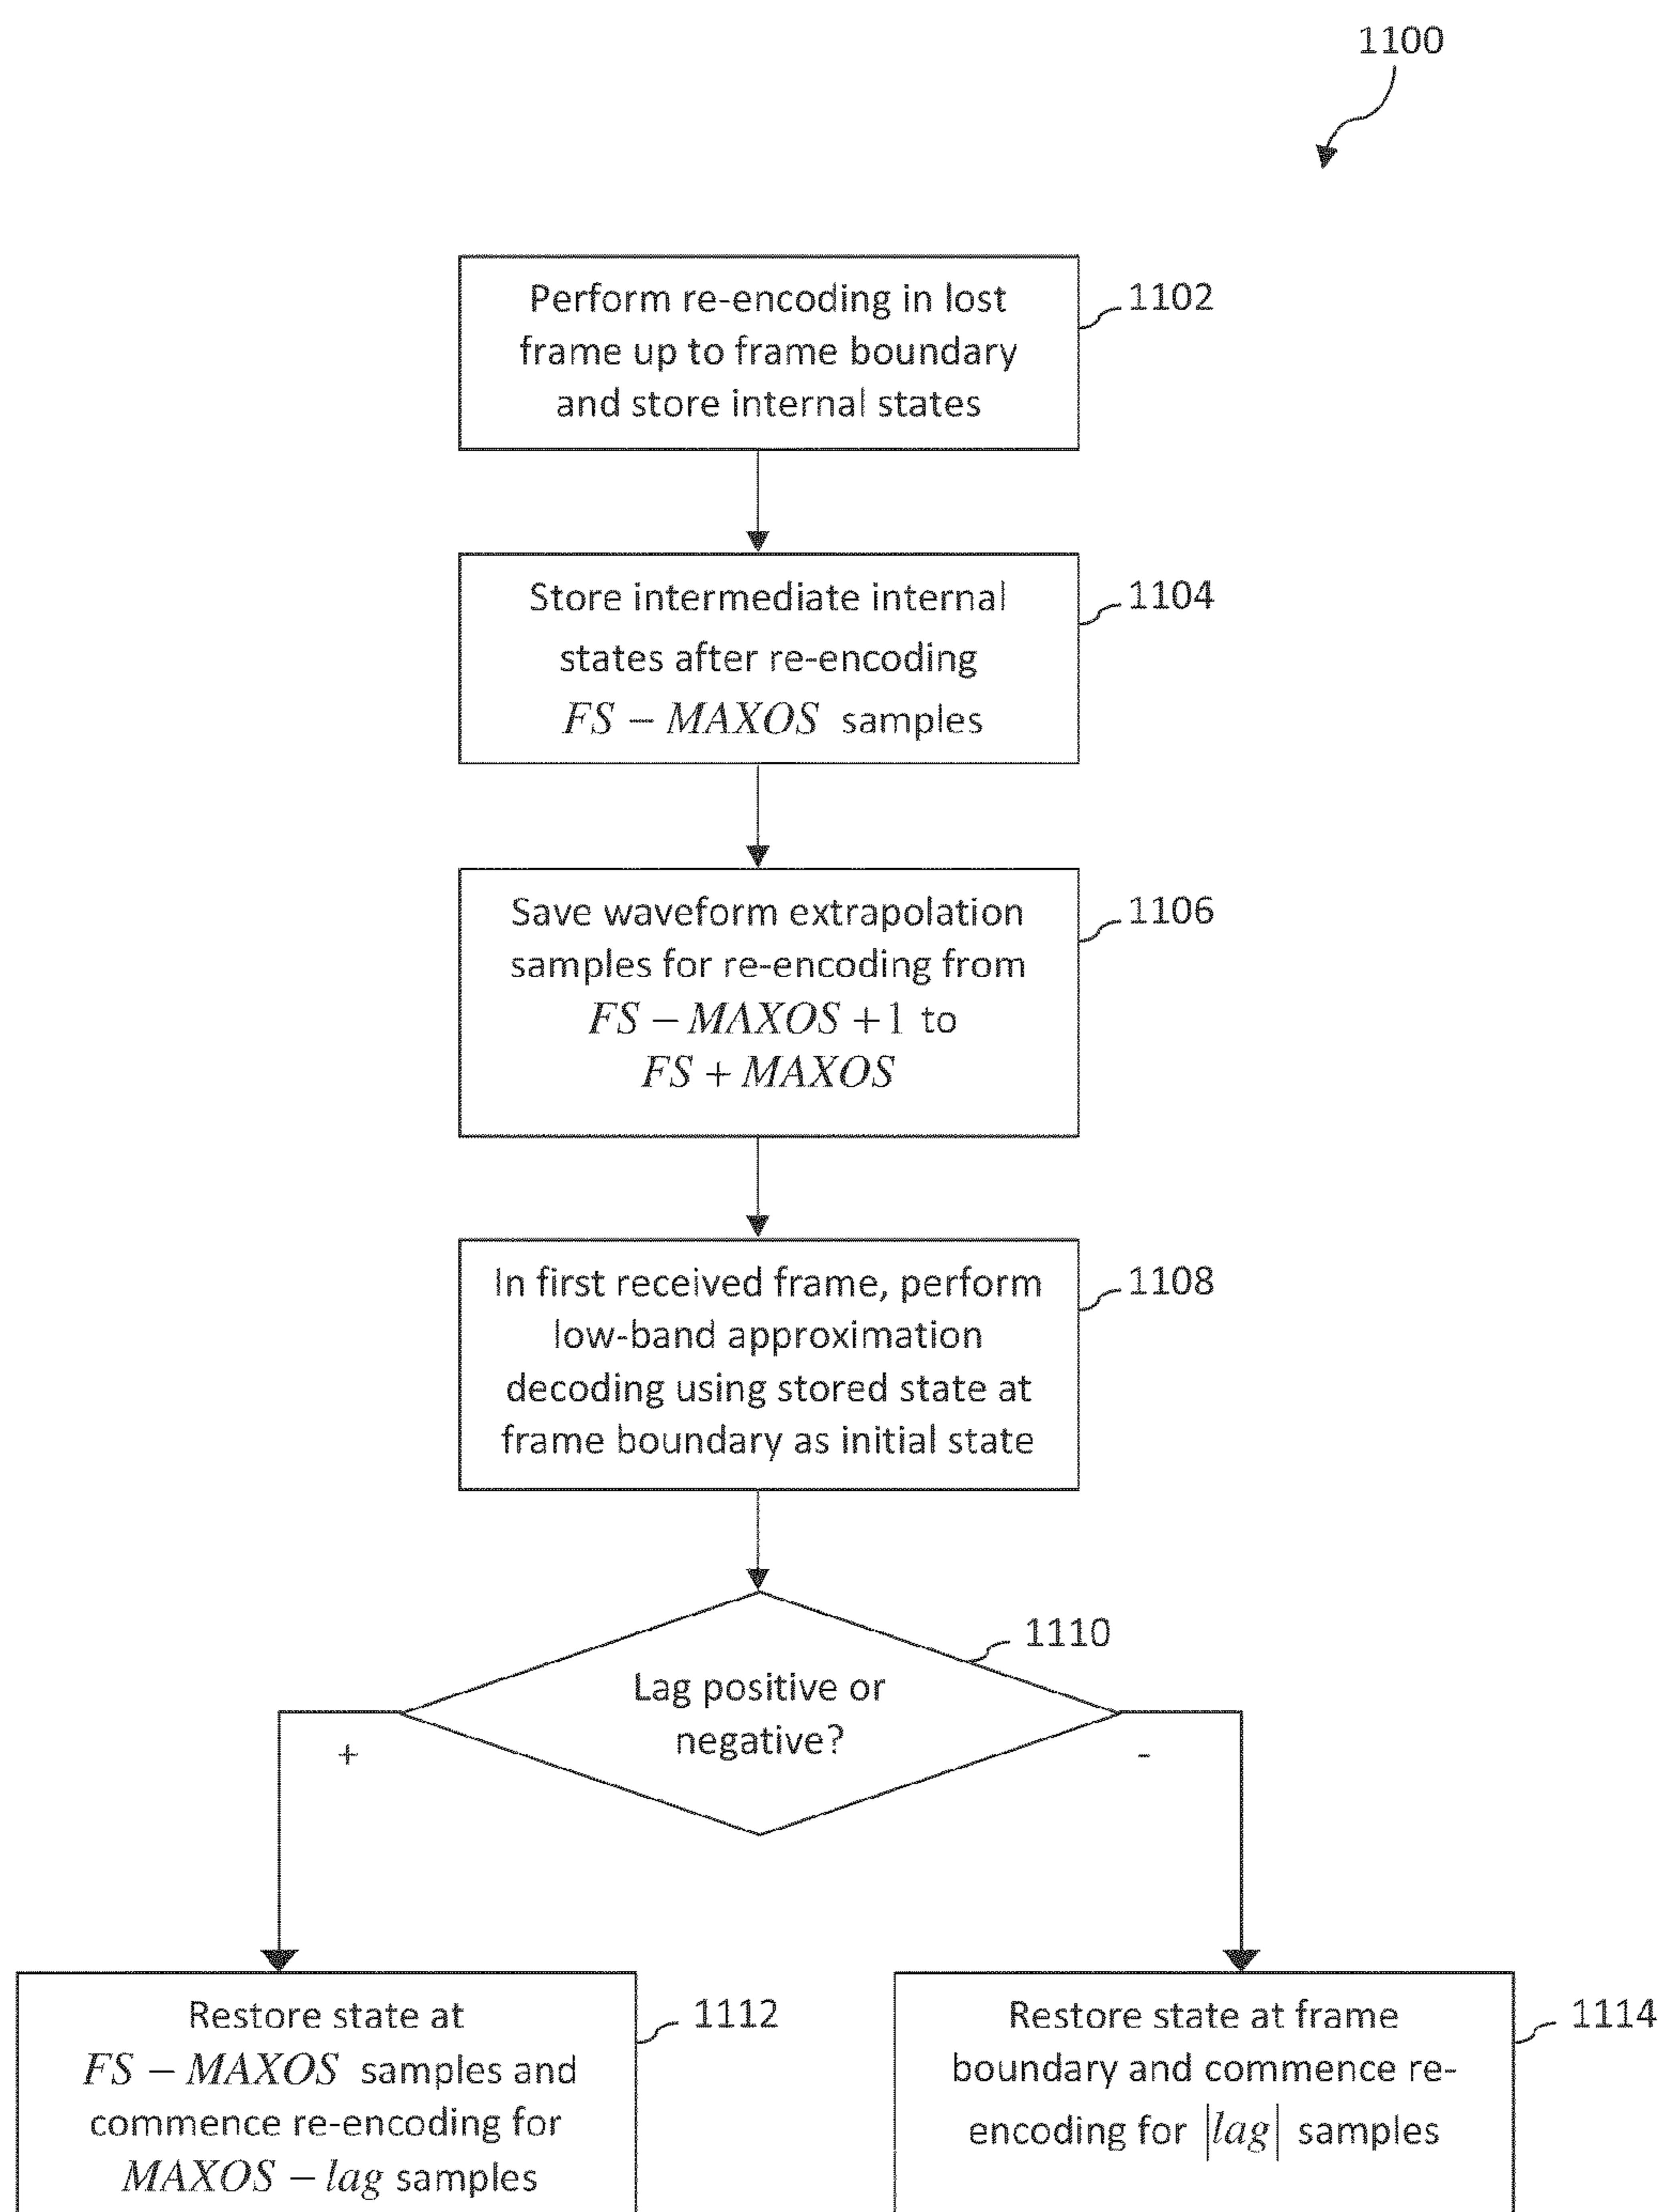 1100
Perform re-encoding in lost
frame up to frame boundary
and store internal states
1102
Store intermediate internal
states after re-encoding
FS – MAXOS samples
1104
Save waveform extrapolation
samples for re-encoding from
FS – MAXOS + 1 to
FS + MAXOS
1106
In first received frame, perform
low-band approximation
decoding using stored state at
frame boundary as initial state
1108
Lag positive or
negative?
1110
+
-
Restore state at
FS – MAXOS samples and
commence re-encoding for
MAXOS – lag samples
1112
Restore state at frame
boundary and commence re-
encoding for |lag| samples
1114